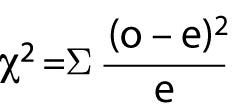 χ² = Σ (o – e)² / e